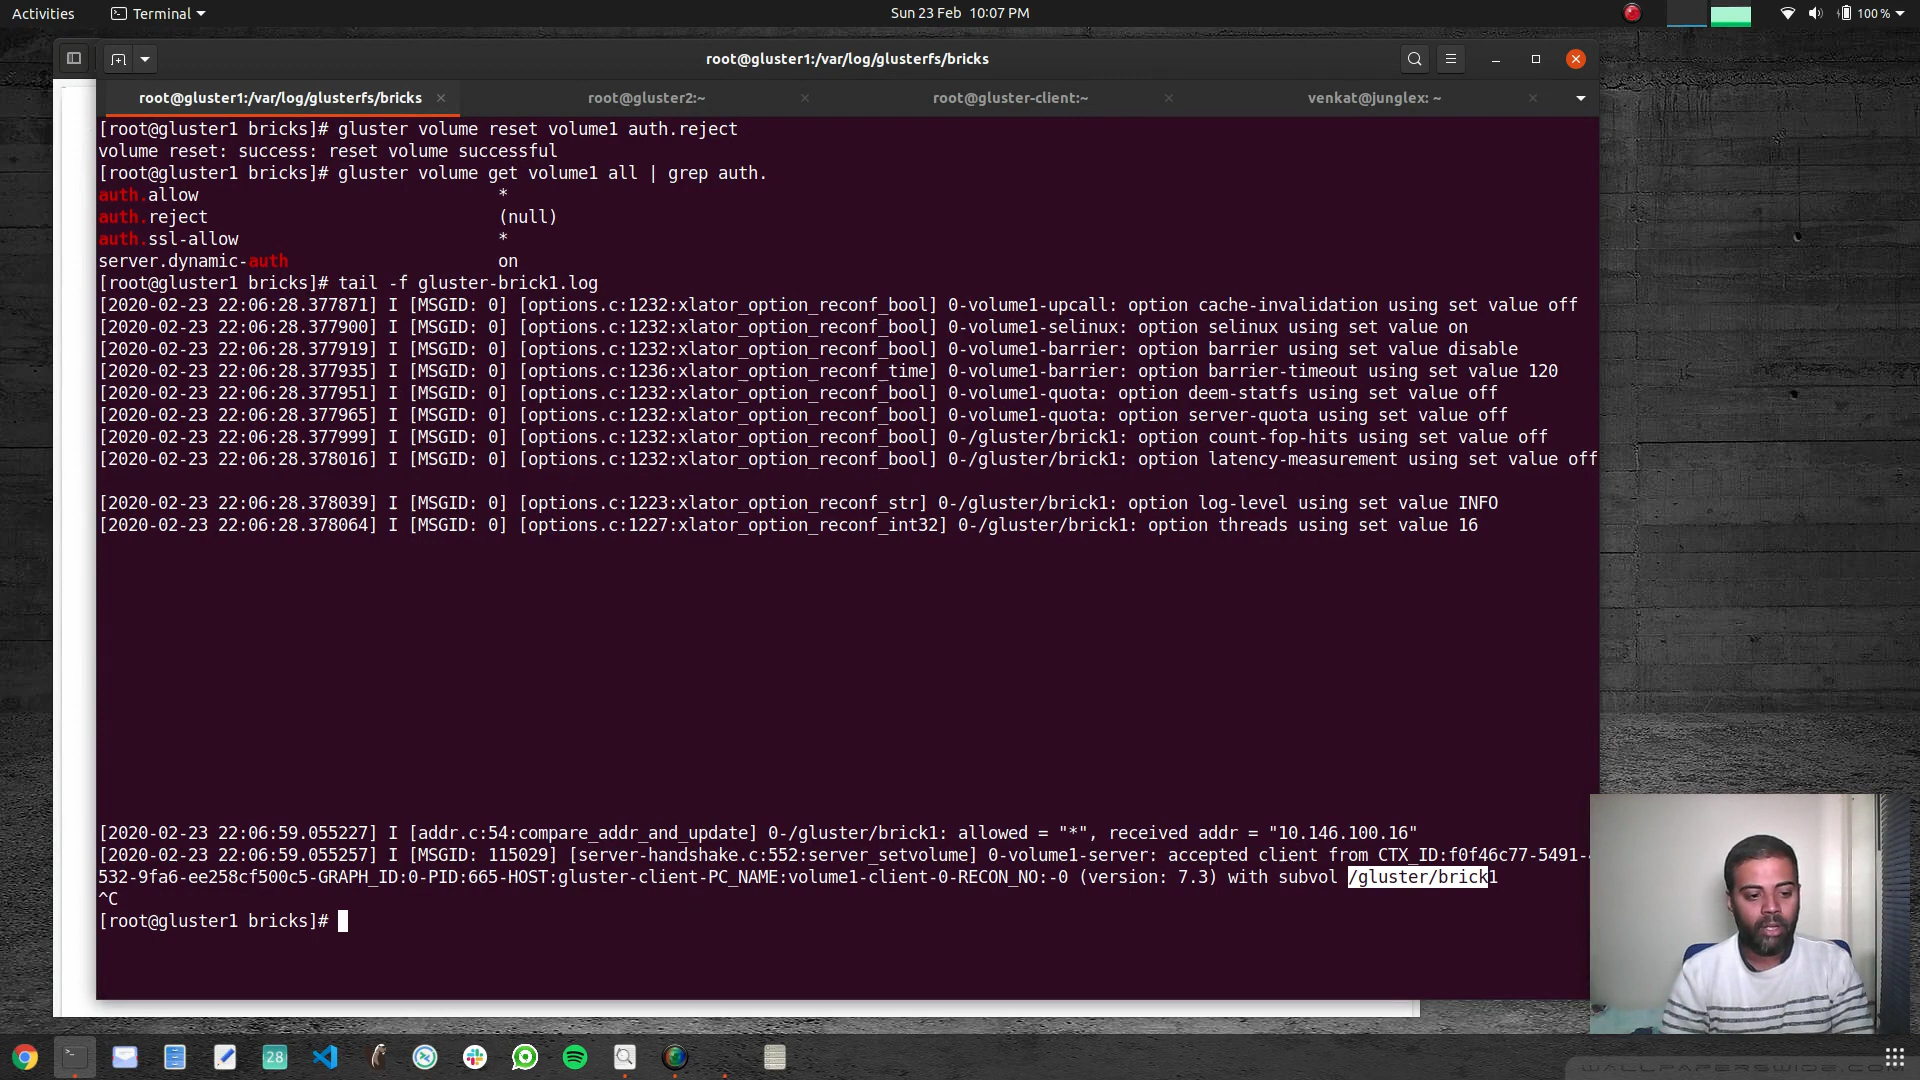 Activities
Terminal
Sun 23 Feb 10:07 PM
100 %
root@gluster1:/var/log/glusterfs/bricks
root@gluster1:/var/log/glusterfs/bricks
root@gluster2:~
root@gluster-client:~
venkat@junglex: ~
[root@gluster1 bricks]# gluster volume reset volume1 auth.reject
volume reset: success: reset volume successful
[root@gluster1 bricks]# gluster volume get volume1 all | grep auth.
auth.allow *
auth.reject (null)
auth.ssl-allow *
server.dynamic-auth on
[root@gluster1 bricks]# tail -f gluster-brick1.log
[2020-02-23 22:06:28.377871] I [MSGID: 0] [options.c:1232:xlator_option_reconf_bool] 0-volume1-upcall: option cache-invalidation using set value off
[2020-02-23 22:06:28.377900] I [MSGID: 0] [options.c:1232:xlator_option_reconf_bool] 0-volume1-selinux: option selinux using set value on
[2020-02-23 22:06:28.377919] I [MSGID: 0] [options.c:1232:xlator_option_reconf_bool] 0-volume1-barrier: option barrier using set value disable
[2020-02-23 22:06:28.377935] I [MSGID: 0] [options.c:1236:xlator_option_reconf_time] 0-volume1-barrier: option barrier-timeout using set value 120
[2020-02-23 22:06:28.377951] I [MSGID: 0] [options.c:1232:xlator_option_reconf_bool] 0-volume1-quota: option deem-statfs using set value off
[2020-02-23 22:06:28.377965] I [MSGID: 0] [options.c:1232:xlator_option_reconf_bool] 0-volume1-quota: option server-quota using set value off
[2020-02-23 22:06:28.377999] I [MSGID: 0] [options.c:1232:xlator_option_reconf_bool] 0-/gluster/brick1: option count-fop-hits using set value off
[2020-02-23 22:06:28.378016] I [MSGID: 0] [options.c:1232:xlator_option_reconf_bool] 0-/gluster/brick1: option latency-measurement using set value off
[2020-02-23 22:06:28.378039] I [MSGID: 0] [options.c:1223:xlator_option_reconf_str] 0-/gluster/brick1: option log-level using set value INFO
[2020-02-23 22:06:28.378064] I [MSGID: 0] [options.c:1227:xlator_option_reconf_int32] 0-/gluster/brick1: option threads using set value 16
[2020-02-23 22:06:59.055227] I [addr.c:54:compare_addr_and_update] 0-/gluster/brick1: allowed = "*", received addr = "10.146.100.16"
[2020-02-23 22:06:59.055257] I [MSGID: 115029] [server-handshake.c:552:server_setvolume] 0-volume1-server: accepted client from CTX_ID:f0f46c77-5491-
532-9fa6-ee258cf500c5-GRAPH_ID:0-PID:665-HOST:gluster-client-PC_NAME:volume1-client-0-RECON_NO:-0 (version: 7.3) with subvol /gluster/brick1
^C
[root@gluster1 bricks]#
28
WALLPAPERSWIDE.COM